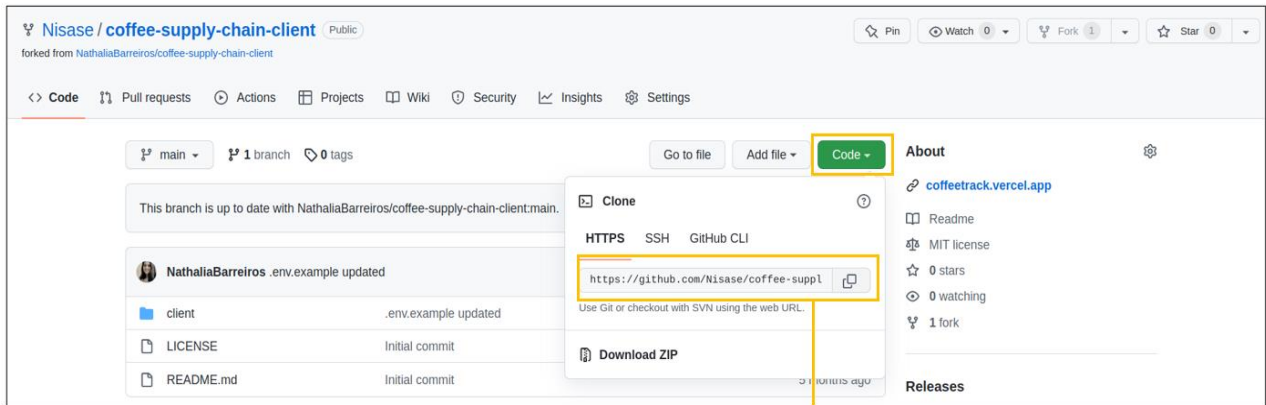 Nisase / coffee-supply-chain-client Public
Pin
Watch 0
Fork 1
Star 0
forked from NathaliaBarreiros/coffee-supply-chain-client
<> Code
Pull requests
Actions
Projects
Wiki
Security
Insights
Settings
main
1 branch
0 tags
Go to file
Add file
Code
This branch is up to date with NathaliaBarreiros/coffee-supply-chain-client:main.
NathaliaBarreiros .env.example updated
client .env.example updated
LICENSE Initial commit
README.md Initial commit 5 months ago
Clone
HTTPS SSH GitHub CLI
https://github.com/Nisase/coffee-suppl
Use Git or checkout with SVN using the web URL.
Download ZIP
About
coffeetrack.vercel.app
Readme
MIT license
0 stars
0 watching
1 fork
Releases